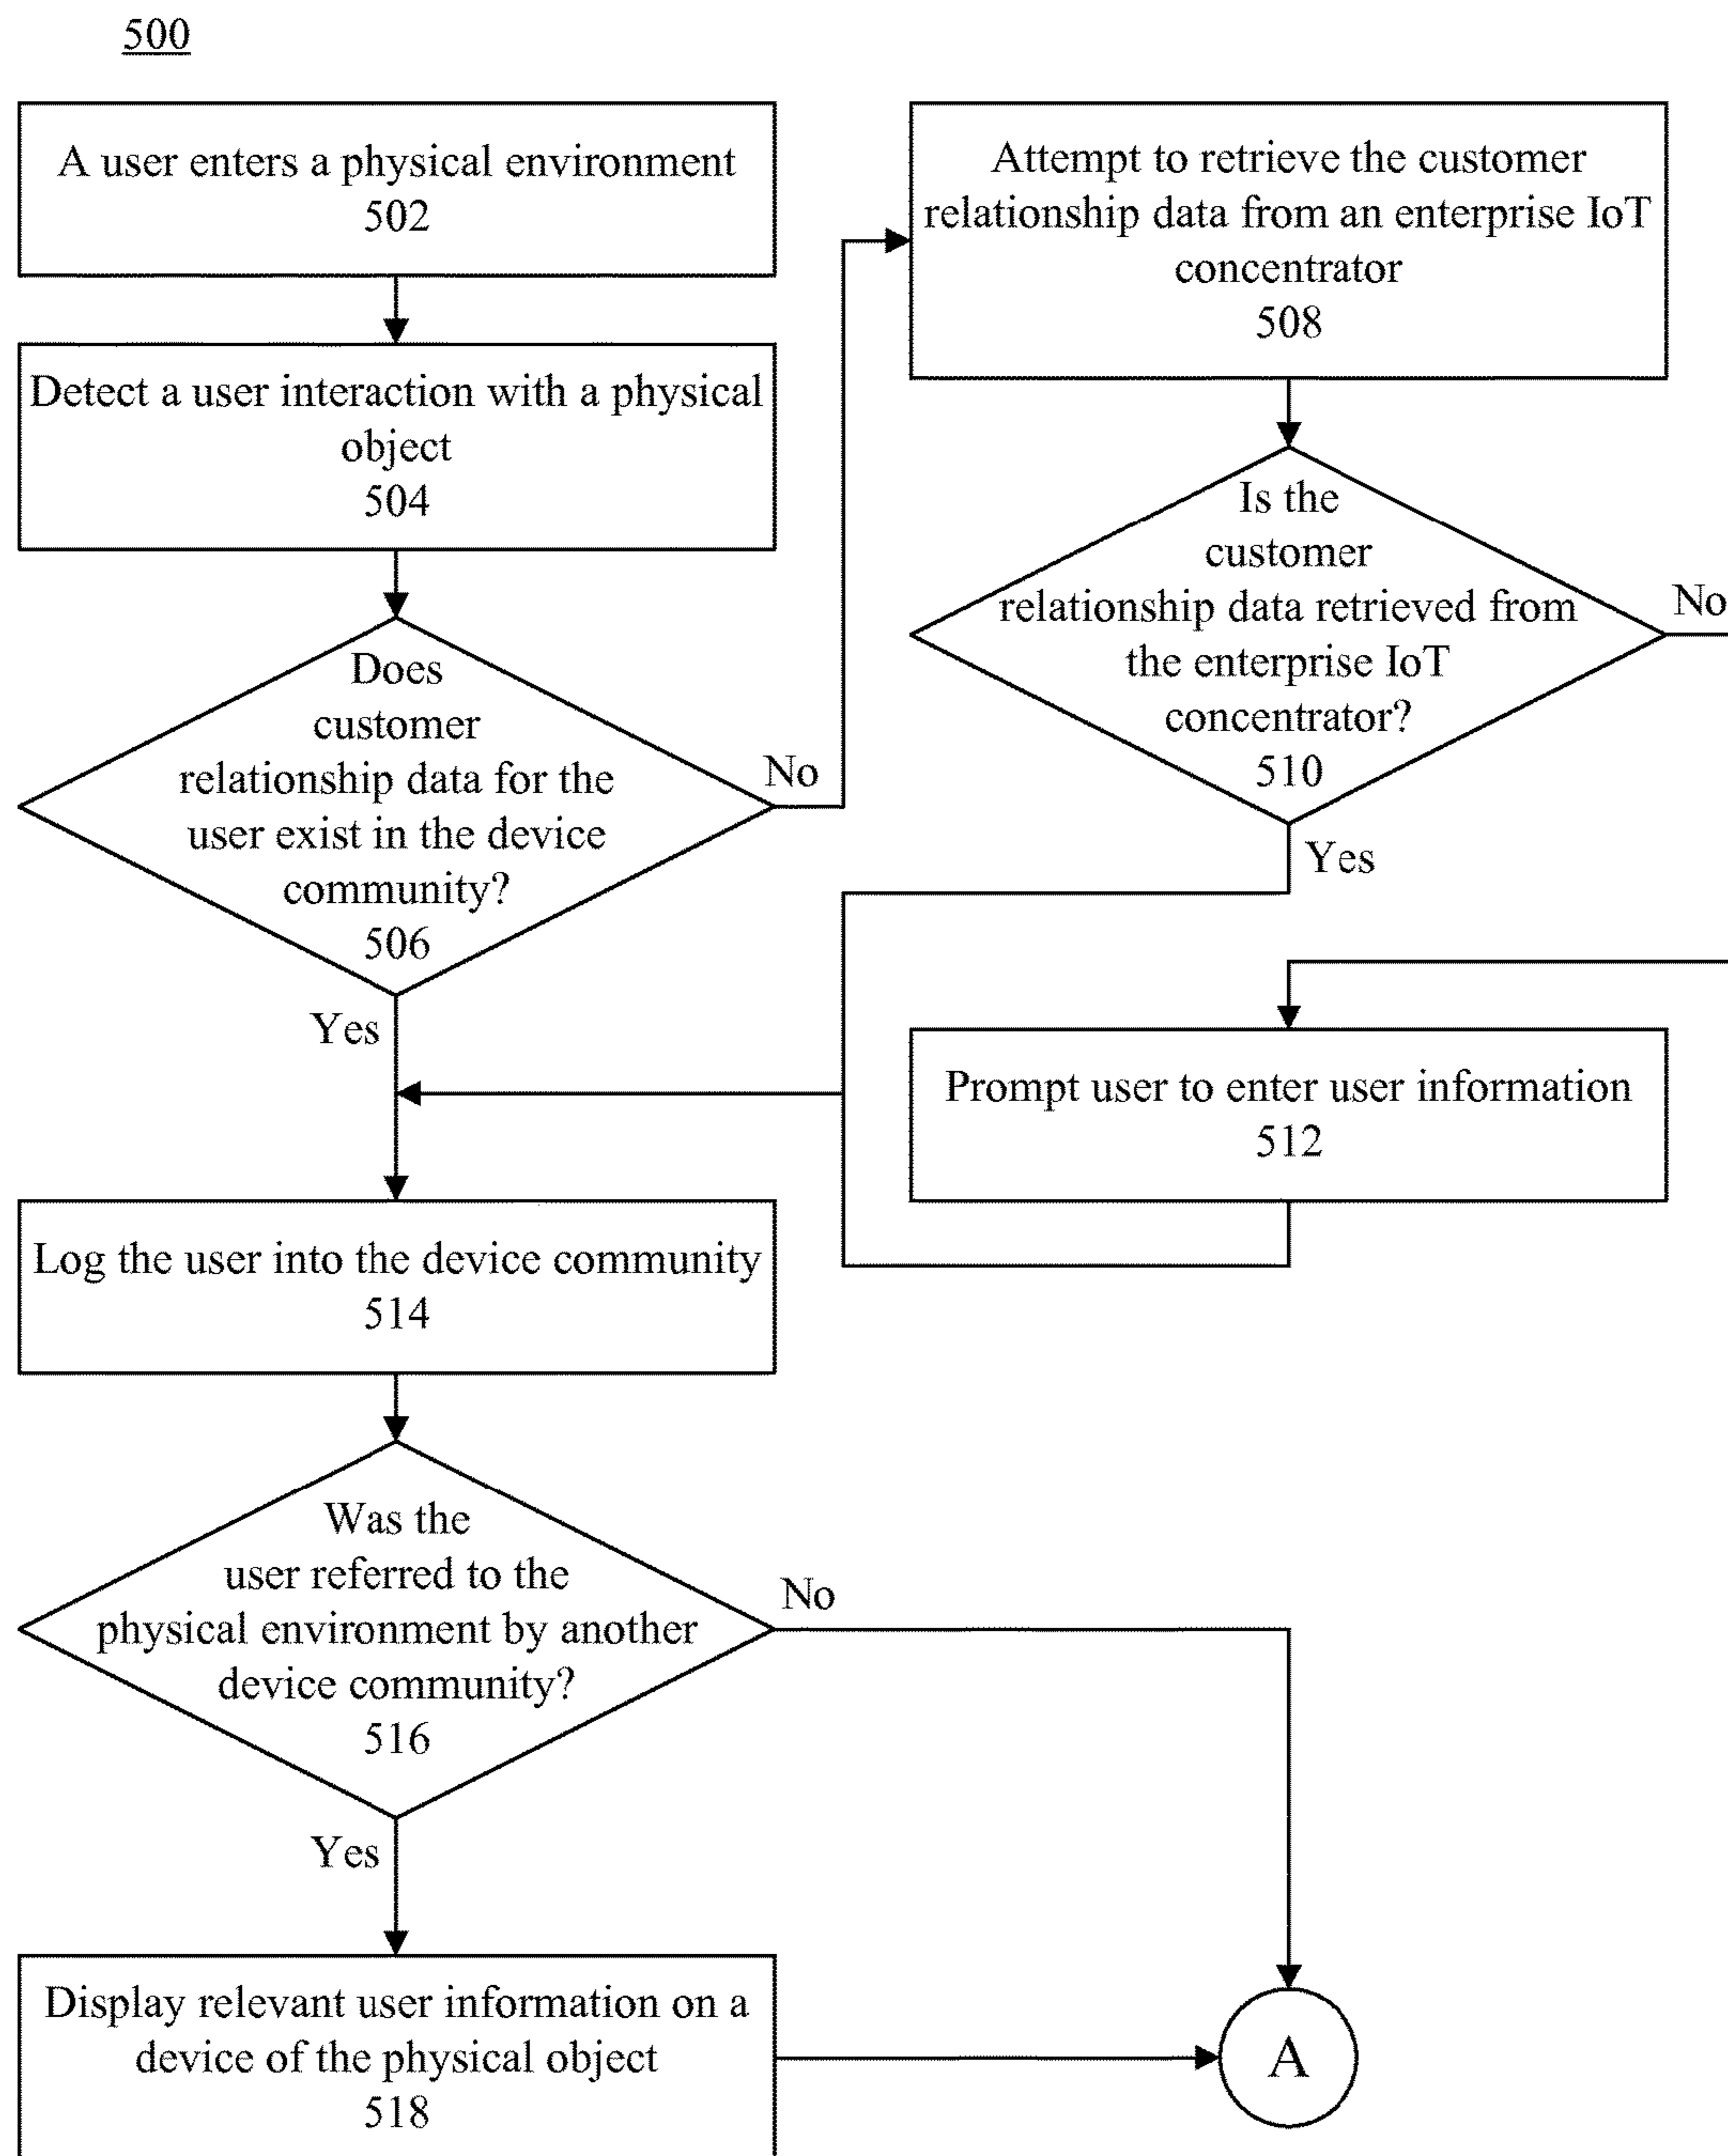 500
A user enters a physical environment
502
Detect a user interaction with a physical
object
504
Does
customer
relationship data for the
user exist in the device
community?
506
No
Yes
Attempt to retrieve the customer
relationship data from an enterprise IoT
concentrator
508
Is the
customer
relationship data retrieved from
the enterprise IoT
concentrator?
510
No
Yes
Prompt user to enter user information
512
Log the user into the device community
514
Was the
user referred to the
physical environment by another
device community?
516
No
Yes
Display relevant user information on a
device of the physical object
518
A